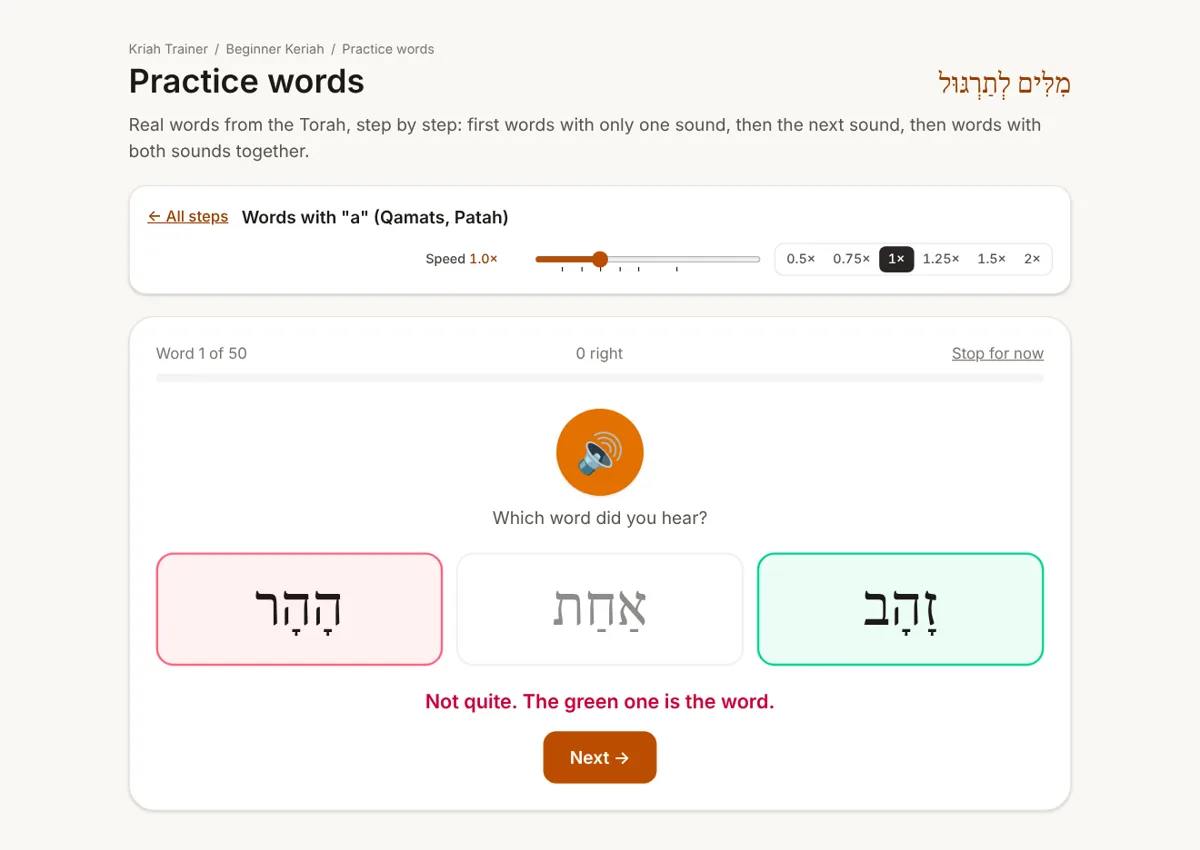 Kriah Trainer / Beginner Keriah / Practice words
Practice words
מִלִּים לְתַרְגּוּל
Real words from the Torah, step by step: first words with only one sound, then the next sound, then words with
both sounds together.
← All steps Words with "a" (Qamats, Patah)
Speed 1.0× 0.5× 0.75× 1× 1.25× 1.5× 2×
Word 1 of 50 0 right Stop for now
Which word did you hear?
הָהָר
אַחַת
זָהָב
Not quite. The green one is the word.
Next →